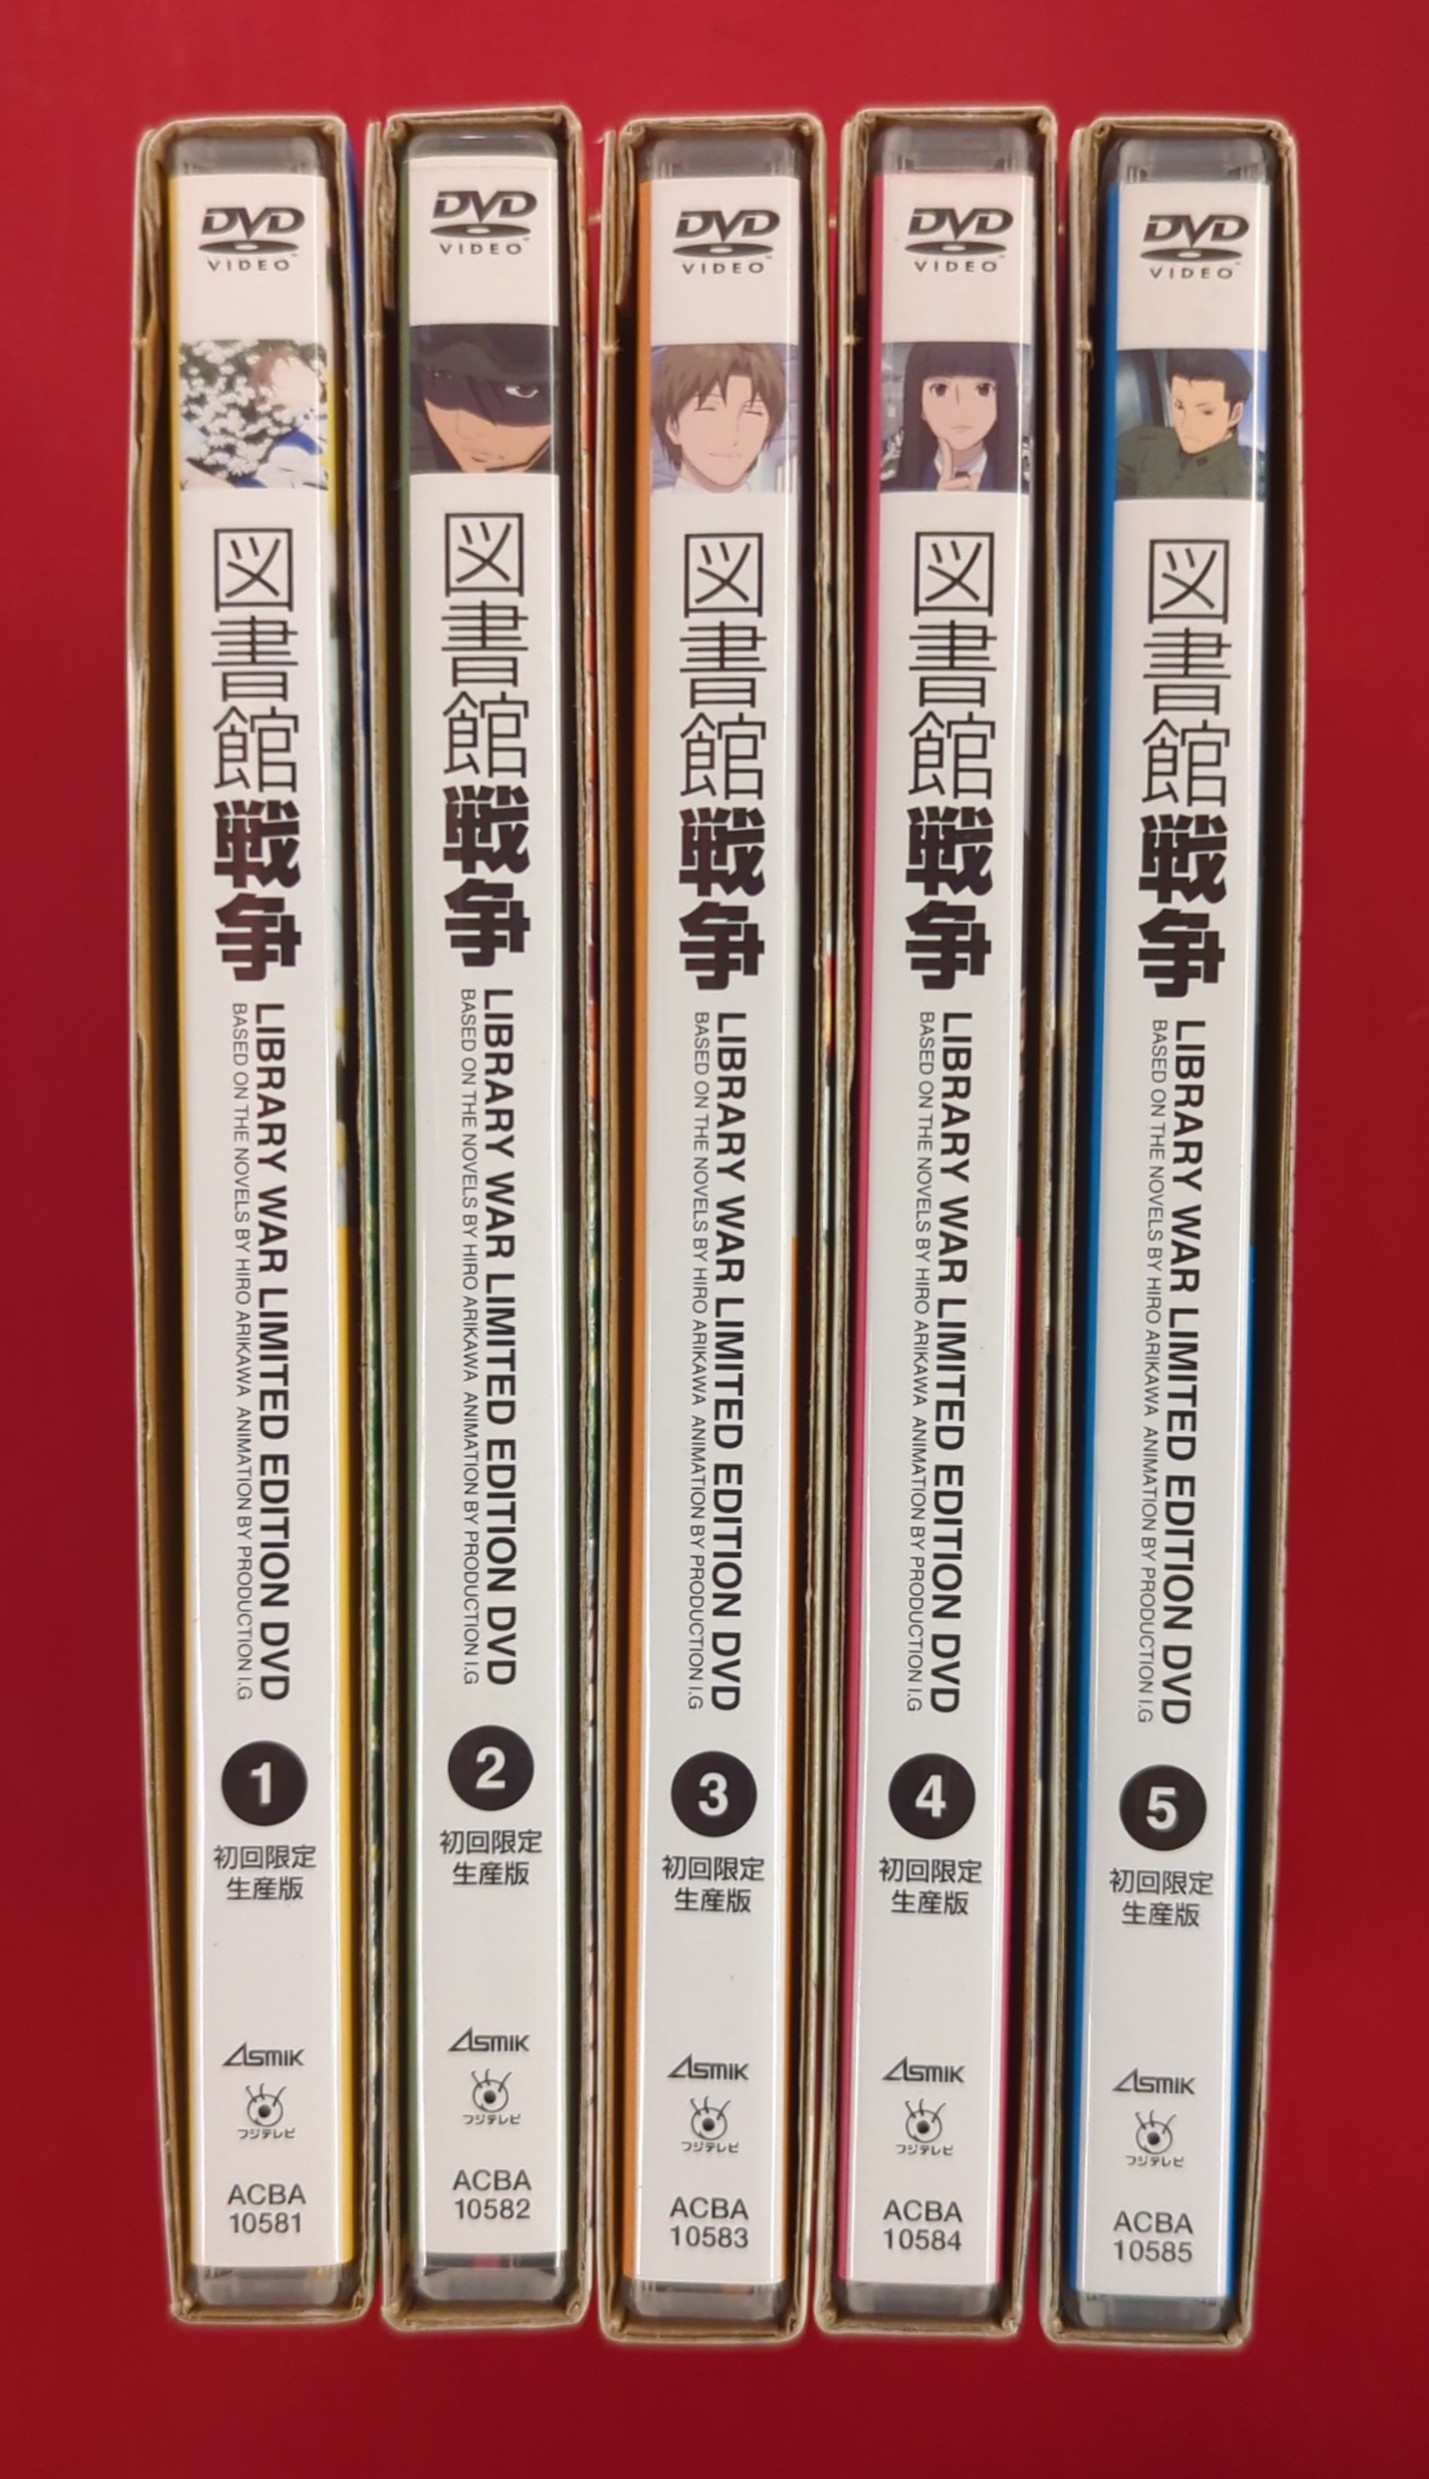 DVD
VIDEO™
図書館戦争
LIBRARY WAR LIMITED EDITION DVD
BASED ON THE NOVELS BY HIRO ARIKAWA ANIMATION BY PRODUCTION I.G
1
初回限定
生産版
ASMIK
フジテレビ
ACBA
10581
DVD
VIDEO™
図書館戦争
LIBRARY WAR LIMITED EDITION DVD
BASED ON THE NOVELS BY HIRO ARIKAWA ANIMATION BY PRODUCTION I.G
2
初回限定
生産版
ASMIK
フジテレビ
ACBA
10582
DVD
VIDEO™
図書館戦争
LIBRARY WAR LIMITED EDITION DVD
BASED ON THE NOVELS BY HIRO ARIKAWA ANIMATION BY PRODUCTION I.G
3
初回限定
生産版
ASMIK
フジテレビ
ACBA
10583
DVD
VIDEO™
図書館戦争
LIBRARY WAR LIMITED EDITION DVD
BASED ON THE NOVELS BY HIRO ARIKAWA ANIMATION BY PRODUCTION I.G
4
初回限定
生産版
ASMIK
フジテレビ
ACBA
10584
DVD
VIDEO™
図書館戦争
LIBRARY WAR LIMITED EDITION DVD
BASED ON THE NOVELS BY HIRO ARIKAWA ANIMATION BY PRODUCTION I.G
5
初回限定
生産版
ASMIK
フジテレビ
ACBA
10585